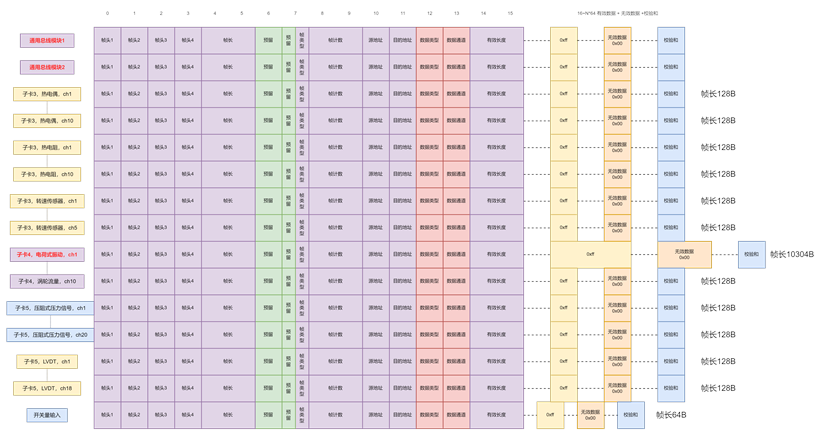 0 1 2 3 4 5 6 7 8 9 10 11 12 13 14 15 16+N*64 有效数据 + 无效数据 +校验和
通用总线模块1 帧头1 帧头2 帧头3 帧头4 帧长 预留 预留 帧类型 帧计数 源地址 目的地址 数据类型 数据通道 有效长度 0xff 无效数据 0x00 校验和
通用总线模块2 帧头1 帧头2 帧头3 帧头4 帧长 预留 预留 帧类型 帧计数 源地址 目的地址 数据类型 数据通道 有效长度 0xff 无效数据 0x00 校验和
子卡3，热电偶，ch1 帧头1 帧头2 帧头3 帧头4 帧长 预留 预留 帧类型 帧计数 源地址 目的地址 数据类型 数据通道 有效长度 0xff 无效数据 0x00 校验和 帧长128B
子卡3，热电偶，ch10 帧头1 帧头2 帧头3 帧头4 帧长 预留 预留 帧类型 帧计数 源地址 目的地址 数据类型 数据通道 有效长度 0xff 无效数据 0x00 校验和 帧长128B
子卡3，热电阻，ch1 帧头1 帧头2 帧头3 帧头4 帧长 预留 预留 帧类型 帧计数 源地址 目的地址 数据类型 数据通道 有效长度 0xff 无效数据 0x00 校验和 帧长128B
子卡3，热电阻，ch10 帧头1 帧头2 帧头3 帧头4 帧长 预留 预留 帧类型 帧计数 源地址 目的地址 数据类型 数据通道 有效长度 0xff 无效数据 0x00 校验和 帧长128B
子卡3，转速传感器，ch1 帧头1 帧头2 帧头3 帧头4 帧长 预留 预留 帧类型 帧计数 源地址 目的地址 数据类型 数据通道 有效长度 0xff 无效数据 0x00 校验和 帧长128B
子卡3，转速传感器，ch5 帧头1 帧头2 帧头3 帧头4 帧长 预留 预留 帧类型 帧计数 源地址 目的地址 数据类型 数据通道 有效长度 0xff 无效数据 0x00 校验和 帧长128B
子卡4，电荷式振动，ch1 帧头1 帧头2 帧头3 帧头4 帧长 预留 预留 帧类型 帧计数 源地址 目的地址 数据类型 数据通道 有效长度 0xff 无效数据 0x00 校验和 帧长10304B
子卡4，涡轮流量，ch10 帧头1 帧头2 帧头3 帧头4 帧长 预留 预留 帧类型 帧计数 源地址 目的地址 数据类型 数据通道 有效长度 0xff 无效数据 0x00 校验和 帧长128B
子卡5，压阻式压力信号，ch1 帧头1 帧头2 帧头3 帧头4 帧长 预留 预留 帧类型 帧计数 源地址 目的地址 数据类型 数据通道 有效长度 0xff 无效数据 0x00 校验和 帧长128B
子卡5，压阻式压力信号，ch20 帧头1 帧头2 帧头3 帧头4 帧长 预留 预留 帧类型 帧计数 源地址 目的地址 数据类型 数据通道 有效长度 0xff 无效数据 0x00 校验和 帧长128B
子卡5，LVDT，ch1 帧头1 帧头2 帧头3 帧头4 帧长 预留 预留 帧类型 帧计数 源地址 目的地址 数据类型 数据通道 有效长度 0xff 无效数据 0x00 校验和 帧长128B
子卡5，LVDT，ch18 帧头1 帧头2 帧头3 帧头4 帧长 预留 预留 帧类型 帧计数 源地址 目的地址 数据类型 数据通道 有效长度 0xff 无效数据 0x00 校验和 帧长128B
开关量输入 帧头1 帧头2 帧头3 帧头4 帧长 预留 预留 帧类型 帧计数 源地址 目的地址 数据类型 数据通道 有效长度 0xff 无效数据 0x00 校验和 帧长64B